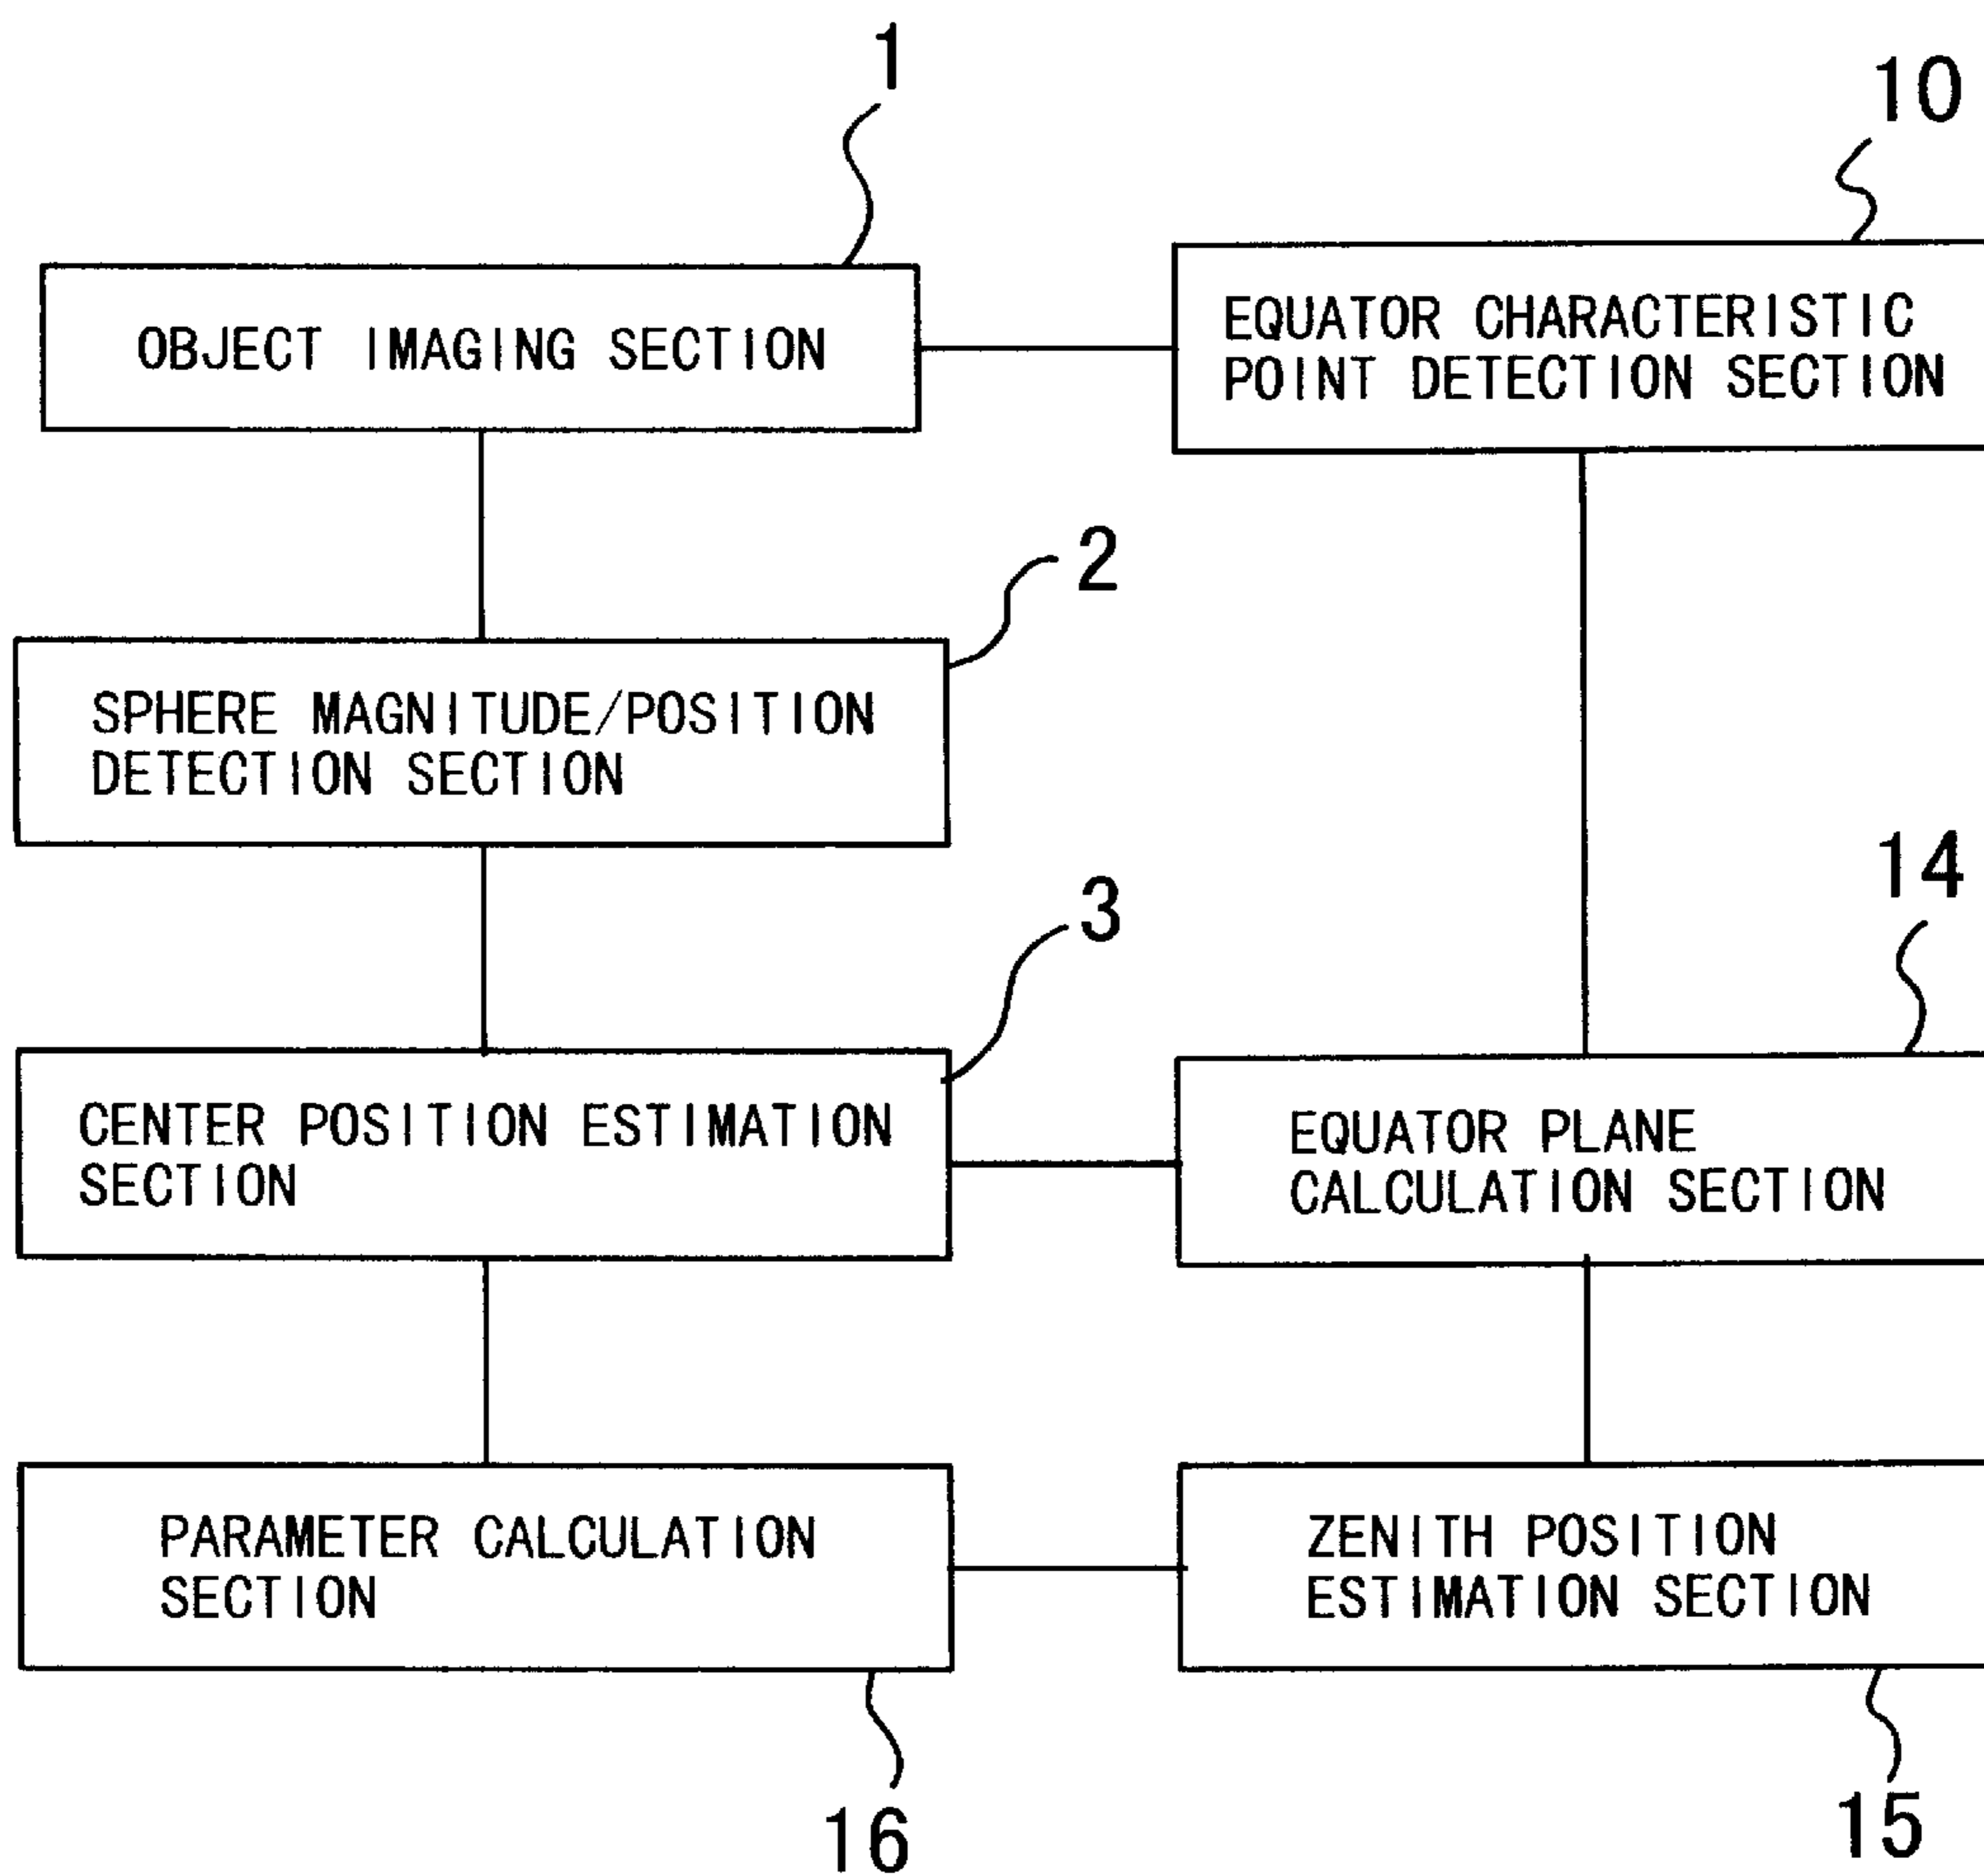 1
10
OBJECT IMAGING SECTION
EQUATOR CHARACTERISTIC
POINT DETECTION SECTION
2
SPHERE MAGNITUDE/POSITION
DETECTION SECTION
14
3
CENTER POSITION ESTIMATION
SECTION
EQUATOR PLANE
CALCULATION SECTION
PARAMETER CALCULATION
SECTION
ZENITH POSITION
ESTIMATION SECTION
16
15